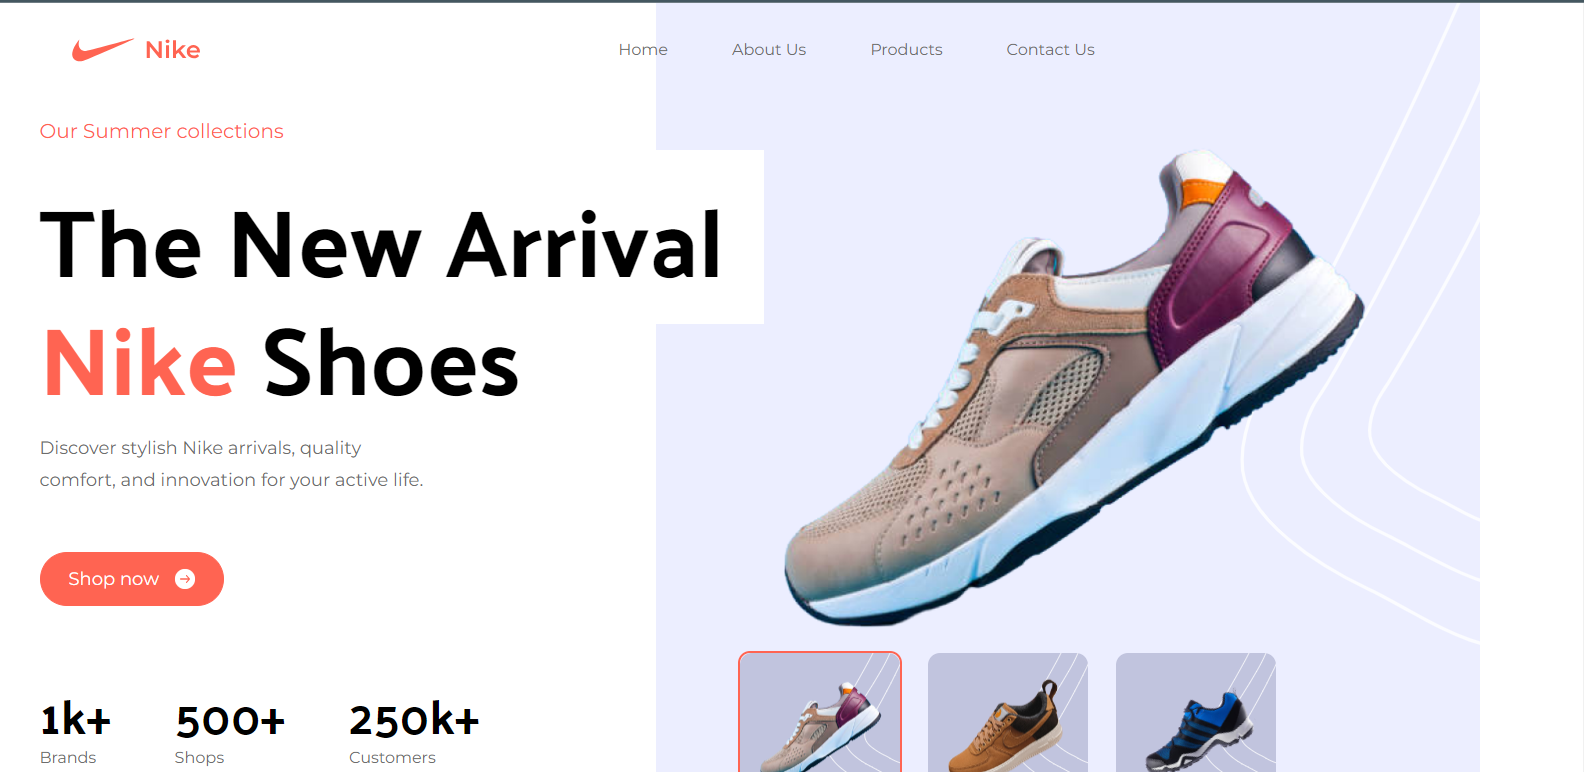 Nike
Home About Us Products Contact Us
Our Summer collections
The New Arrival
Nike Shoes
Discover stylish Nike arrivals, quality
comfort, and innovation for your active life.
Shop now
1k+ 500+ 250k+
Brands Shops Customers